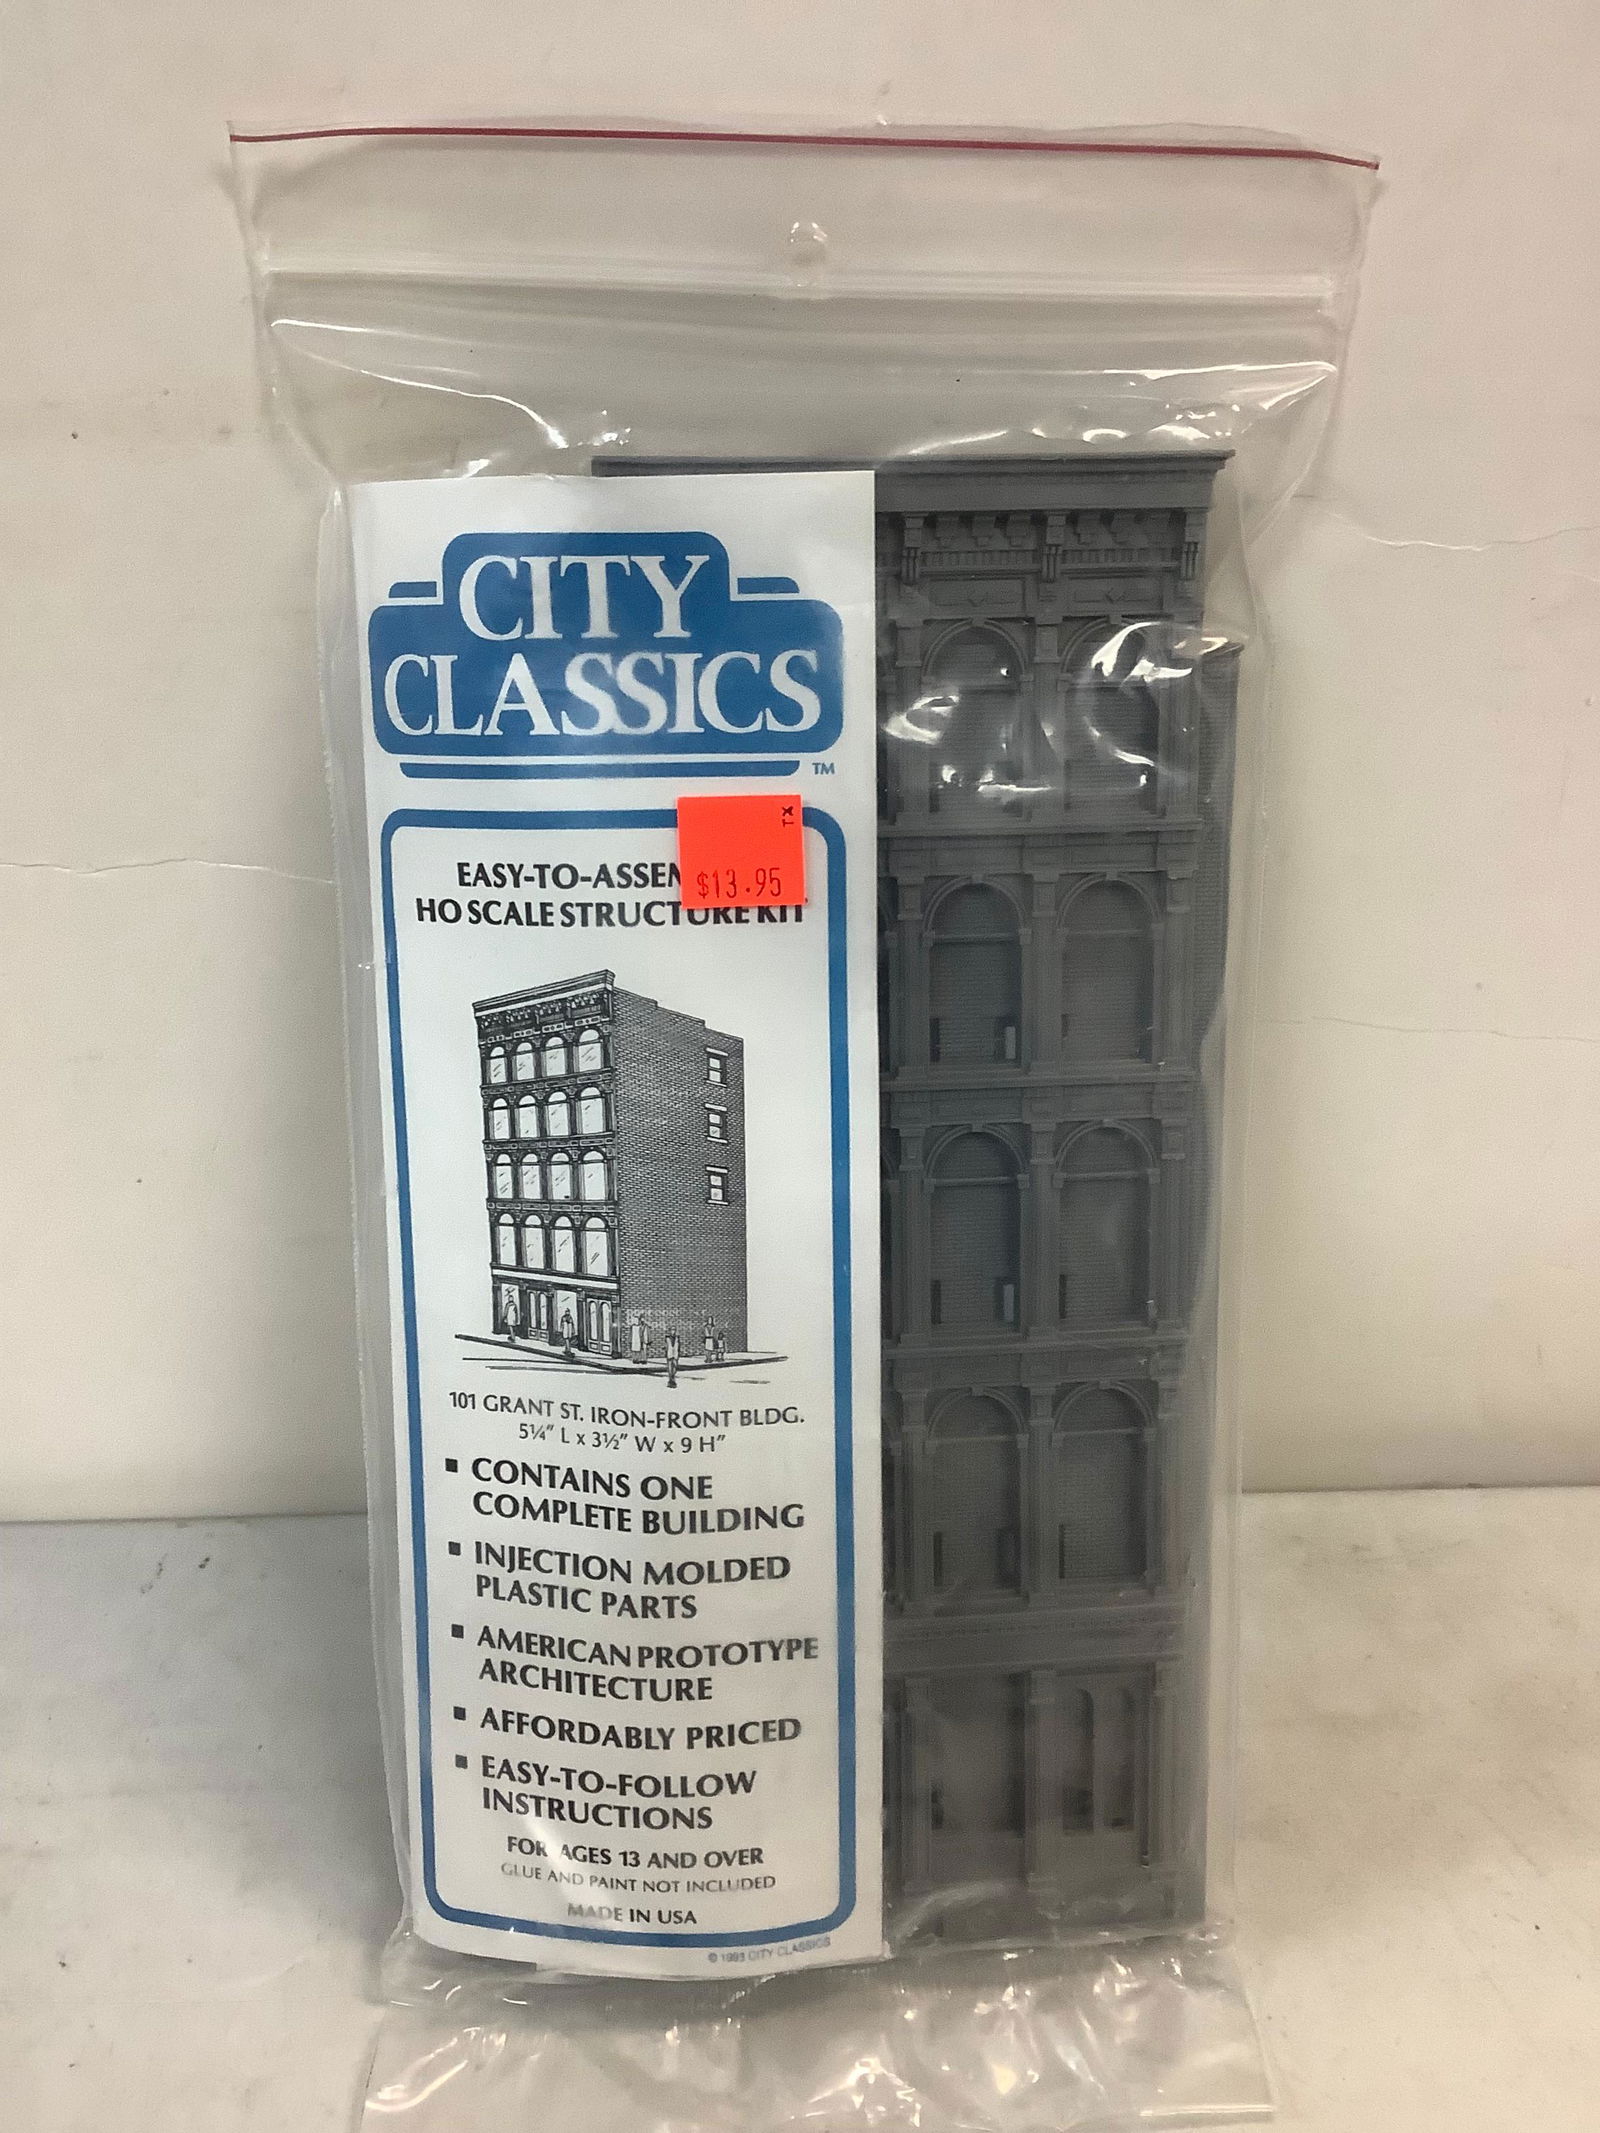 CITY
CLASSICS
TM
TX
$13.95
EASY-TO-ASSEM
HO SCALE STRUCTURE KIT
101 GRANT ST. IRON-FRONT BLDG.
5¼" L x 3½" W x 9 H"
▪ CONTAINS ONE
COMPLETE BUILDING
▪ INJECTION MOLDED
PLASTIC PARTS
▪ AMERICAN PROTOTYPE
ARCHITECTURE
▪ AFFORDABLY PRICED
▪ EASY-TO-FOLLOW
INSTRUCTIONS
FOR AGES 13 AND OVER
GLUE AND PAINT NOT INCLUDED
MADE IN USA
© 1993 CITY CLASSICS